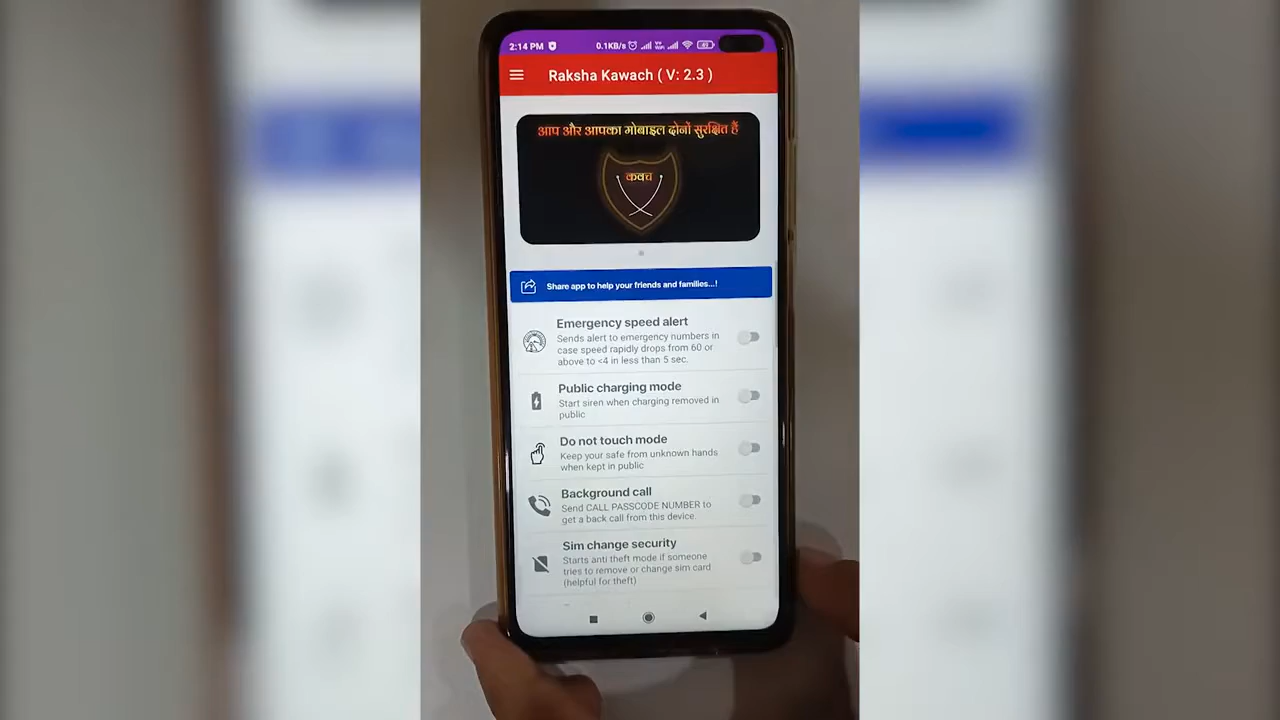 2:14 PM 0.1KB/s
Raksha Kawach ( V: 2.3 )
आप और आपका मोबाइल दोनों सुरक्षित हैं
कवच
Share app to help your friends and families...!
Emergency speed alert
Sends alert to emergency numbers in
case speed rapidly drops from 60 or
above to <4 in less than 5 sec.
Public charging mode
Start siren when charging removed in
public
Do not touch mode
Keep your safe from unknown hands
when kept in public
Background call
Send CALL PASSCODE NUMBER to
get a back call from this device.
Sim change security
Starts anti theft mode if someone
tries to remove or change sim card
(helpful for theft)